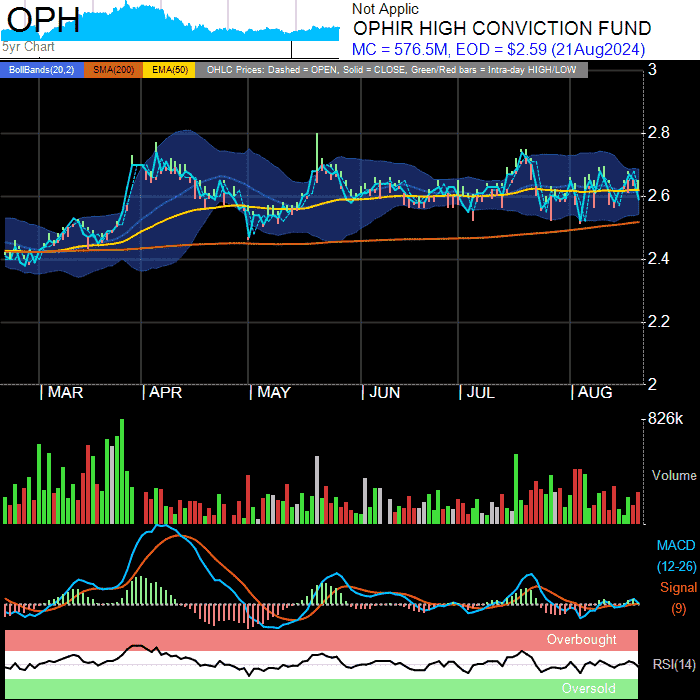 OPH
5yr Chart
Not Applic
OPHIR HIGH CONVICTION FUND
MC = 576.5M, EOD = $2.59 (21Aug2024)
BollBands(20,2) SMA(200) EMA(50) OHLC Prices: Dashed = OPEN, Solid = CLOSE, Green/Red bars = Intra-day HIGH/LOW
3
2.8
2.6
2.4
2.2
2
MAR APR MAY JUN JUL AUG
826k
Volume
MACD
(12-26)
Signal
(9)
Overbought
RSI(14)
Oversold